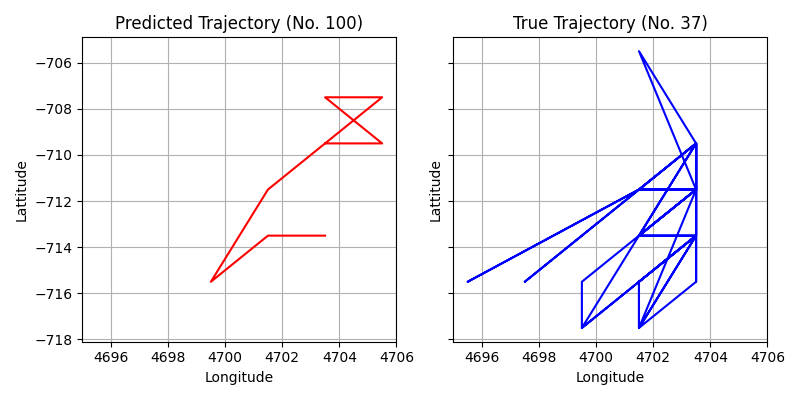 Predicted Trajectory (No. 100)
True Trajectory (No. 37)
−706
−708
−710
−712
−714
−716
−718
Lattitude
Lattitude
4696 4698 4700 4702 4704 4706
4696 4698 4700 4702 4704 4706
Longitude
Longitude